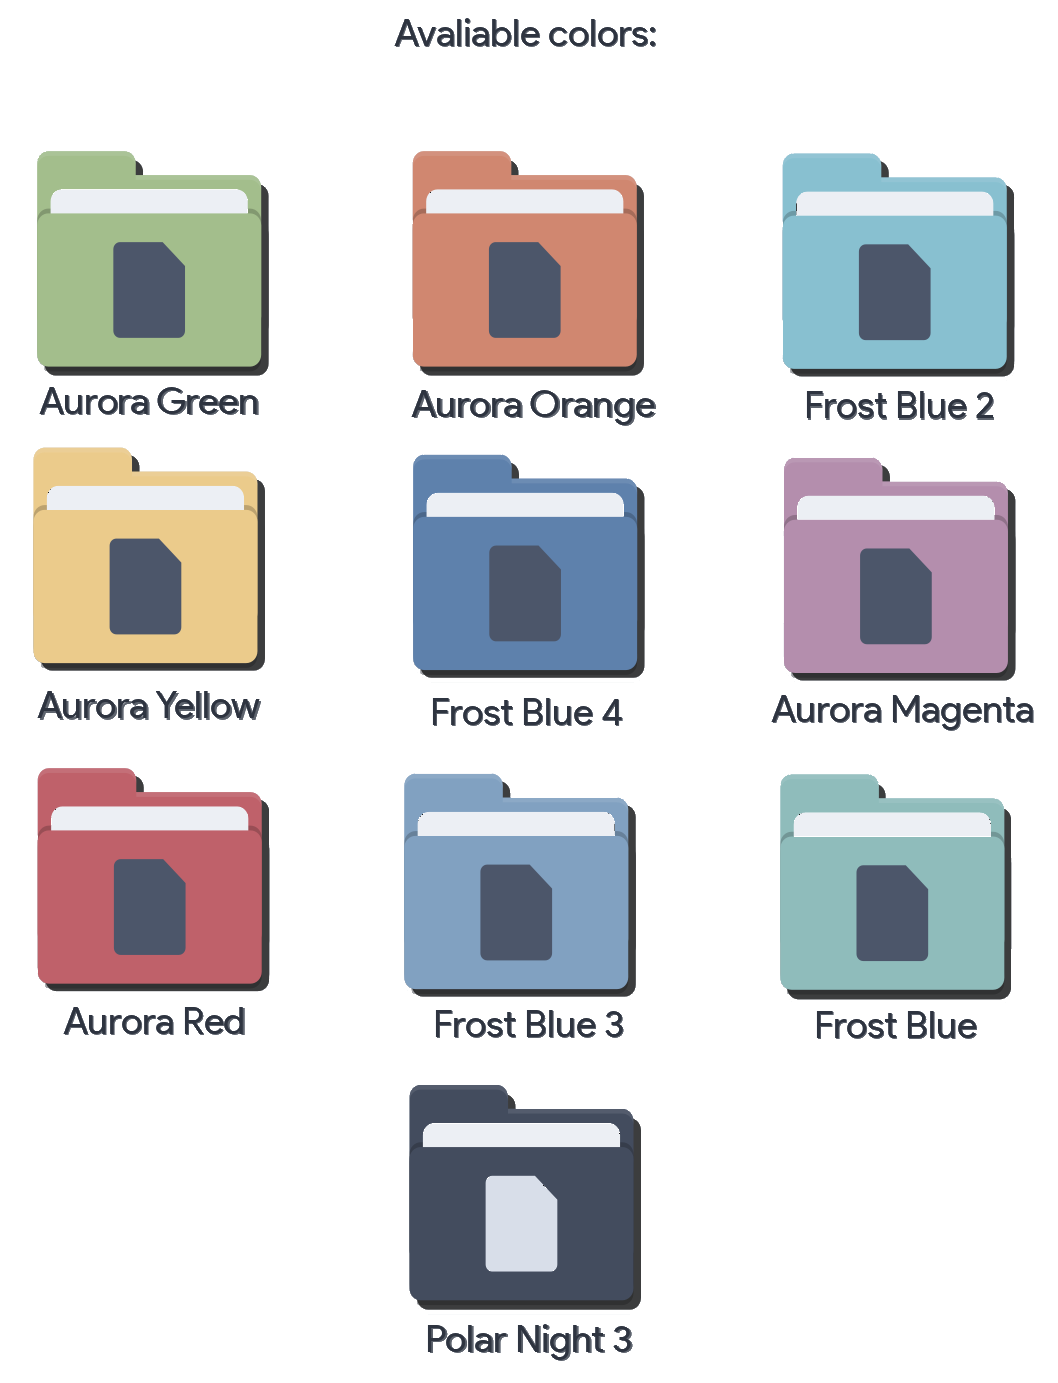 Avaliable colors:
Aurora Green
Aurora Orange
Frost Blue 2
Aurora Yellow
Frost Blue 4
Aurora Magenta
Aurora Red
Frost Blue 3
Frost Blue
Polar Night 3